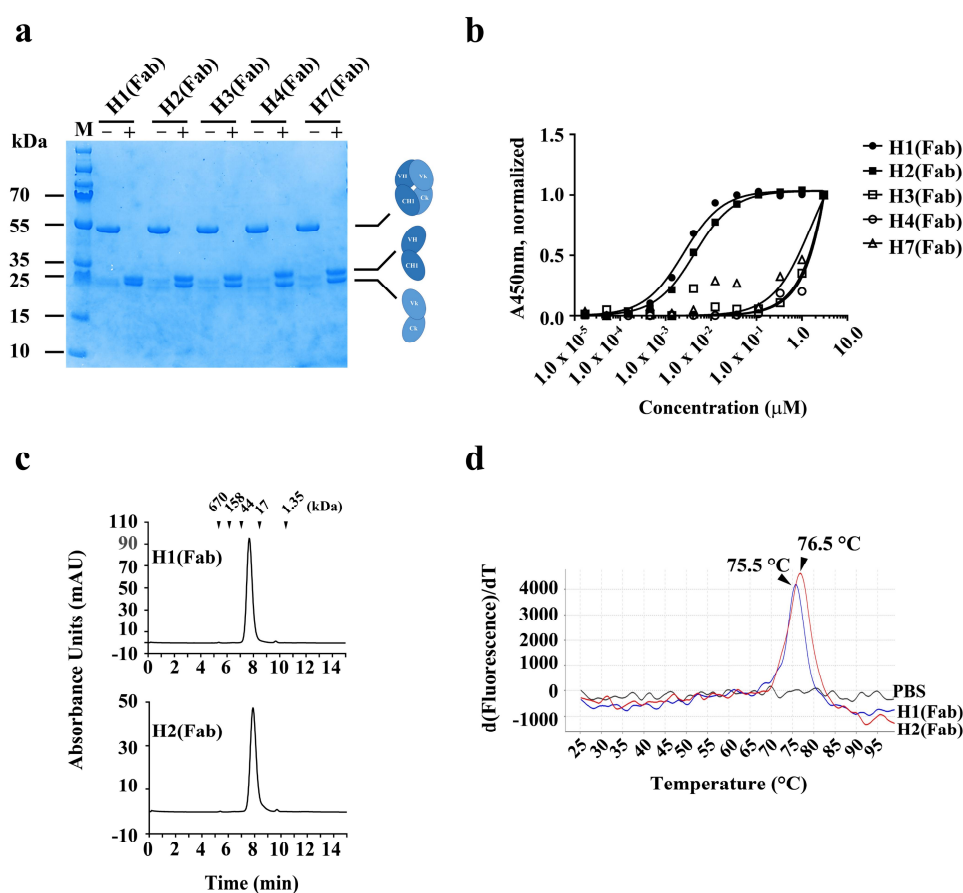 a
H1(Fab) H2(Fab) H3(Fab) H4(Fab) H7(Fab)
kDa M − + − + − + − + − +
70
55
35
25
15
10
VH Vk
CH1 Ck
VH
CH1
Vk
Ck
b
A450nm, normalized
1.5
1.0
0.5
0.0
1.0 x 10-5 1.0 x 10-4 1.0 x 10-3 1.0 x 10-2 1.0 x 10-1 1.0 10.0
Concentration (μM)
H1(Fab)
H2(Fab)
H3(Fab)
H4(Fab)
H7(Fab)
c
670 158 44 17 1.35 (kDa)
Absorbance Units (mAU)
110
90
70
50
30
10
-10
H1(Fab)
0 2 4 6 8 10 12 14
50
30
10
-10
H2(Fab)
0 2 4 6 8 10 12 14
Time (min)
d
76.5 °C
75.5 °C
d(Fluorescence)/dT
4000
3000
2000
1000
0
-1000
PBS
H1(Fab)
H2(Fab)
25 30 35 40 45 50 55 60 65 70 75 80 85 90 95
Temperature (°C)